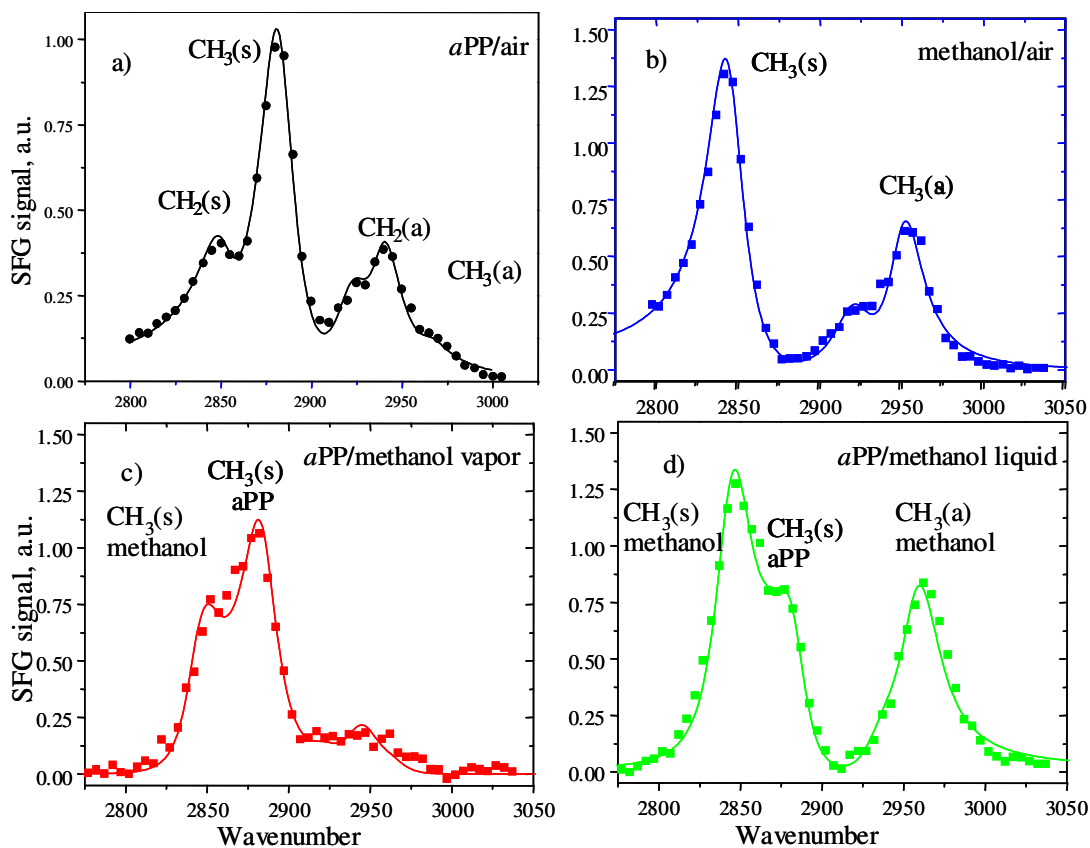 a)
aPP/air
CH3(s)
CH2(s)
CH2(a)
CH3(a)
SFG signal, a.u.
1.00
0.75
0.50
0.25
0.00
2800 2850 2900 2950 3000
b)
methanol/air
CH3(s)
CH3(a)
1.50
1.25
1.00
0.75
0.50
0.25
0.00
2800 2850 2900 2950 3000 3050
c)
aPP/methanol vapor
CH3(s)
aPP
CH3(s)
methanol
SFG signal, a.u.
1.50
1.25
1.00
0.75
0.50
0.25
0.00
2800 2850 2900 2950 3000 3050
Wavenumber
d)
aPP/methanol liquid
CH3(s)
methanol
CH3(s)
aPP
CH3(a)
methanol
1.50
1.25
1.00
0.75
0.50
0.25
0.00
2800 2850 2900 2950 3000 3050
Wavenumber